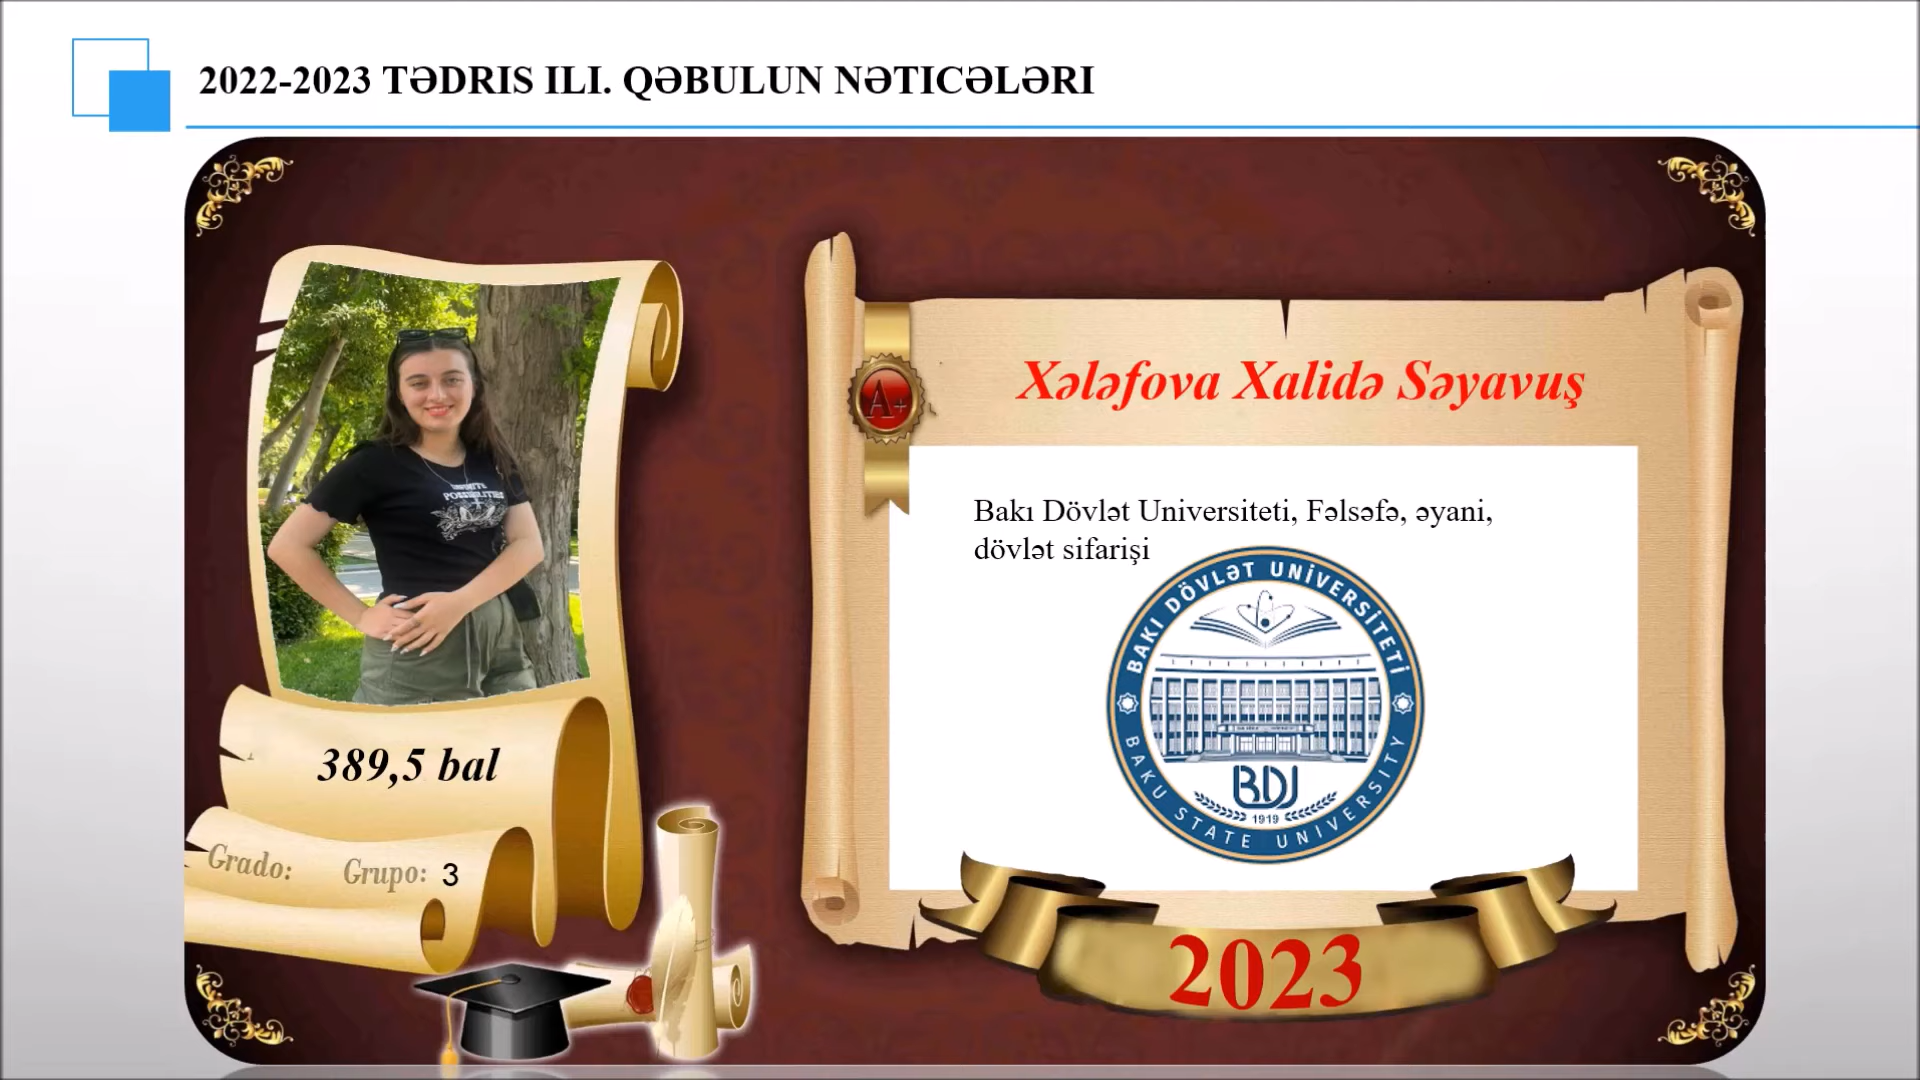 2022-2023 TƏDRIS ILI. QƏBULUN NƏTICƏLƏRI
POSSIBILITIES
389,5 bal
Grado: Grupo: 3
A+
Xələfova Xalidə Səyavuş
Bakı Dövlət Universiteti, Fəlsəfə, əyani,
dövlət sifarişi
BAKI DÖVLƏT UNİVERSİTETİ
BDU
1919
BAKU STATE UNIVERSITY
2023